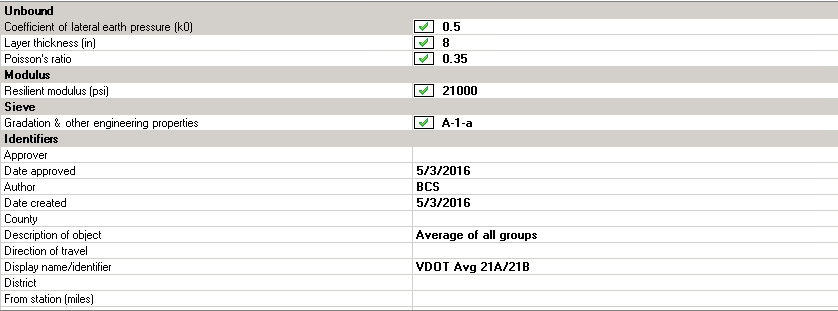 Unbound
Coefficient of lateral earth pressure (k0) 0.5
Layer thickness (in) 8
Poisson's ratio 0.35
Modulus
Resilient modulus (psi) 21000
Sieve
Gradation & other engineering properties A-1-a
Identifiers
Approver
Date approved 5/3/2016
Author BCS
Date created 5/3/2016
County
Description of object Average of all groups
Direction of travel
Display name/identifier VDOT Avg 21A/21B
District
From station (miles)